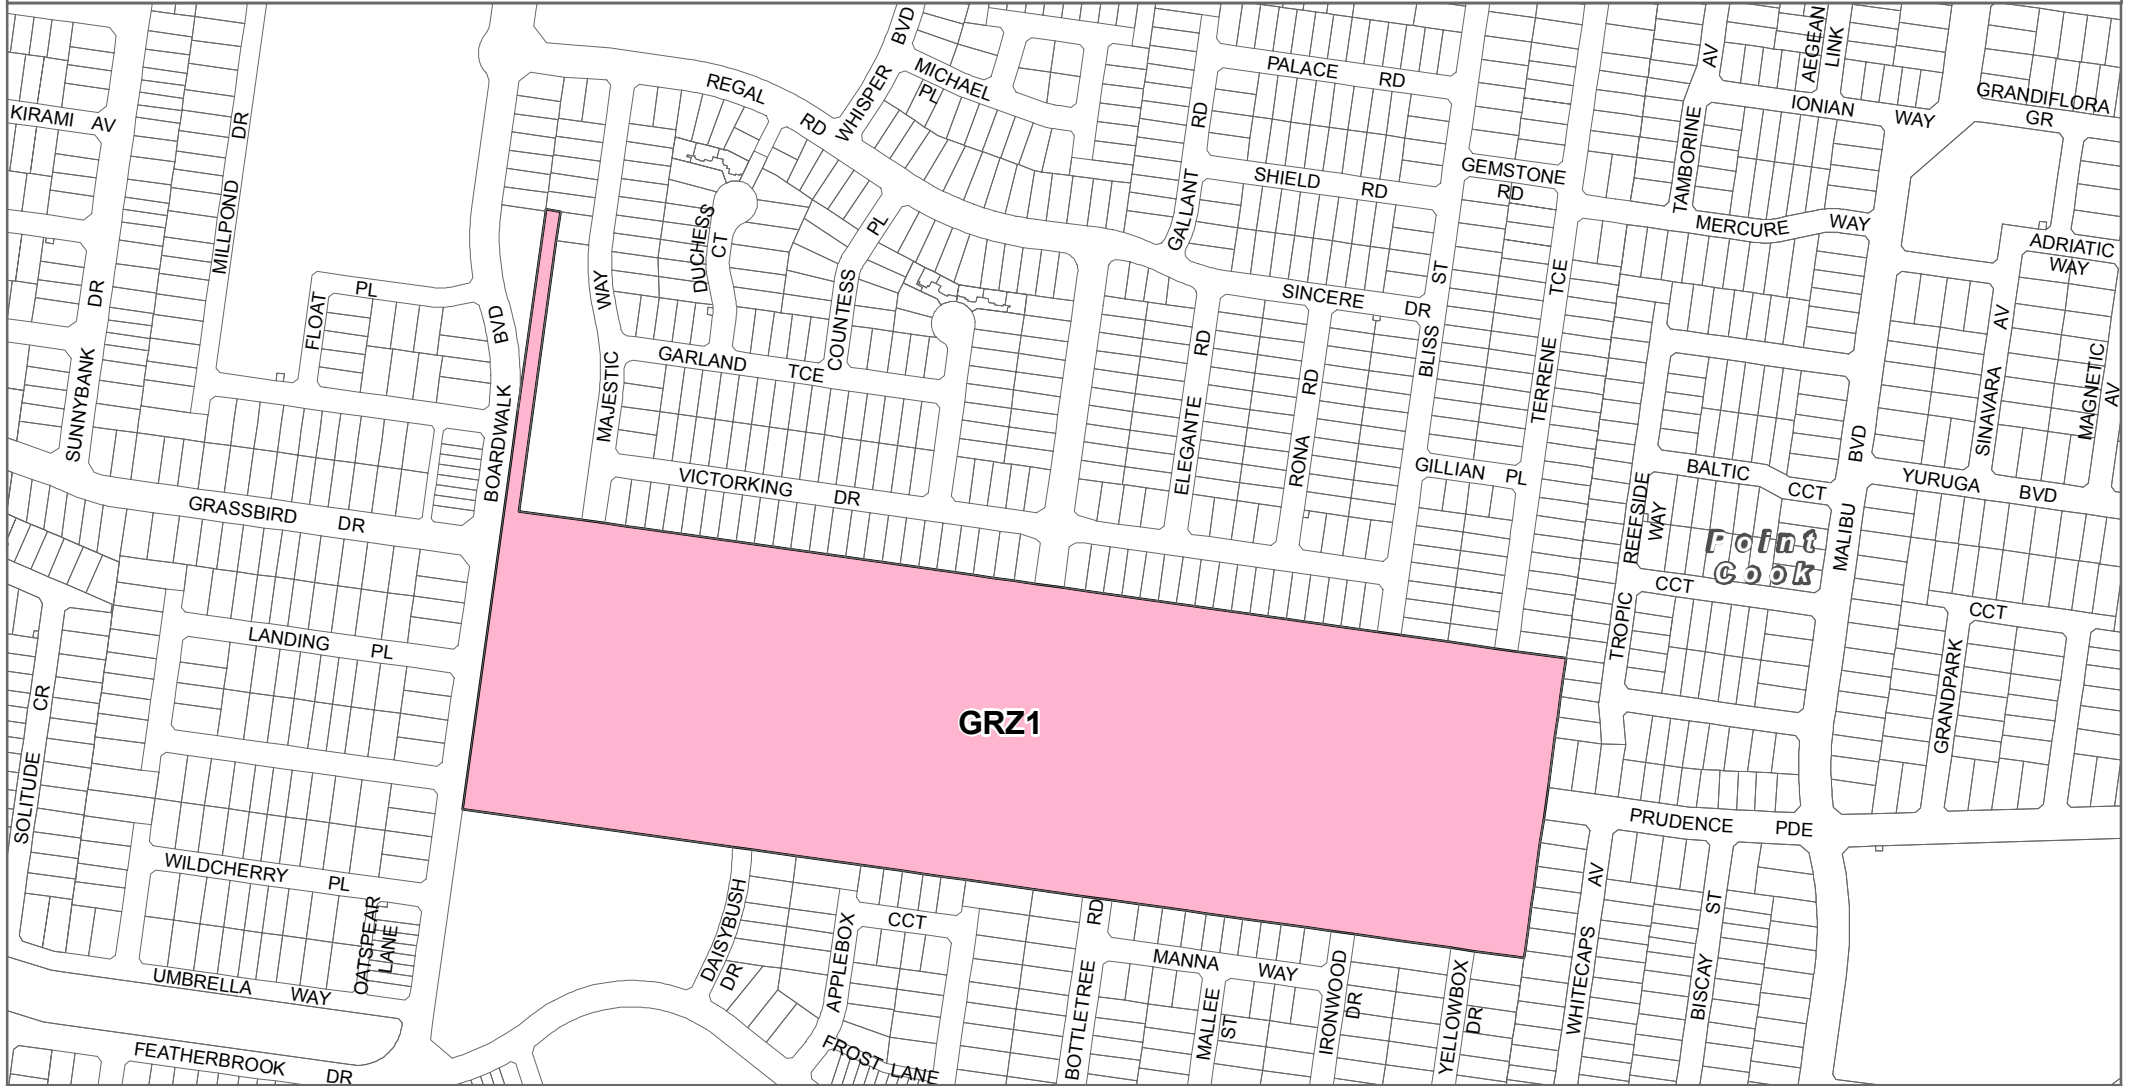 BVD
AV
AEGEAN
LINK
PALACE RD
MICHAEL
PL
REGAL
RD
WHISPER
GRANDIFLORA
GR
IONIAN
WAY
KIRAMI AV
DR
RD
TAMBORINE
GEMSTONE
RD
SHIELD RD
MILLPOND
GALLANT
DUCHESS
CT
PL
MERCURE WAY
ADRIATIC
WAY
DR
FLOAT
PL
BVD
WAY
COUNTESS
SINCERE DR
ST
TCE
AV
SUNNYBANK
GARLAND TCE
RD
RD
BLISS
TERRENE
SINAVARA
MAGNETIC
AV
BOARDWALK
MAJESTIC
ELEGANTE
RONA
BVD
GRASSBIRD DR
VICTORKING DR
GILLIAN PL
BALTIC
CCT
YURUGA BVD
REEFSIDE
WAY
MALIBU
Point
Cook
CCT
CCT
LANDING PL
TROPIC
GRANDPARK
CR
SOLITUDE
GRZ1
PRUDENCE PDE
WILDCHERRY PL
OATSPEAR
LANE
DAISYBUSH
DR
APPLEBOX
CCT
RD
AV
ST
UMBRELLA WAY
MANNA WAY
BOTTLETREE
MALLEE
ST
IRONWOOD
DR
YELLOWBOX
DR
WHITECAPS
BISCAY
FEATHERBROOK DR
FROST LANE